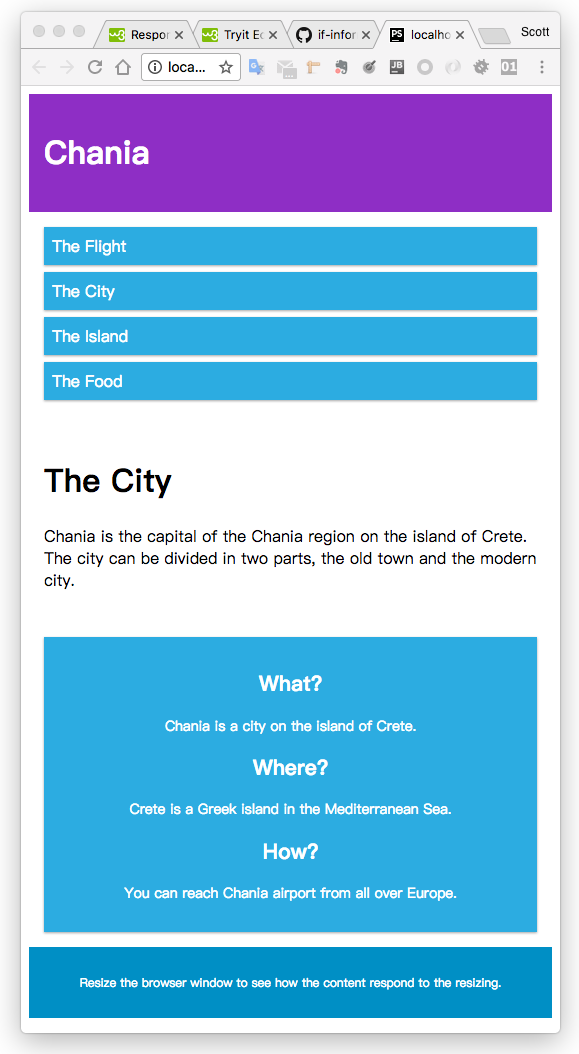 Respor
Tryit Ec
if-infor
localho
Scott
loca...
JB
01
Chania
The Flight
The City
The Island
The Food
The City
Chania is the capital of the Chania region on the island of Crete.
The city can be divided in two parts, the old town and the modern
city.
What?
Chania is a city on the island of Crete.
Where?
Crete is a Greek island in the Mediterranean Sea.
How?
You can reach Chania airport from all over Europe.
Resize the browser window to see how the content respond to the resizing.